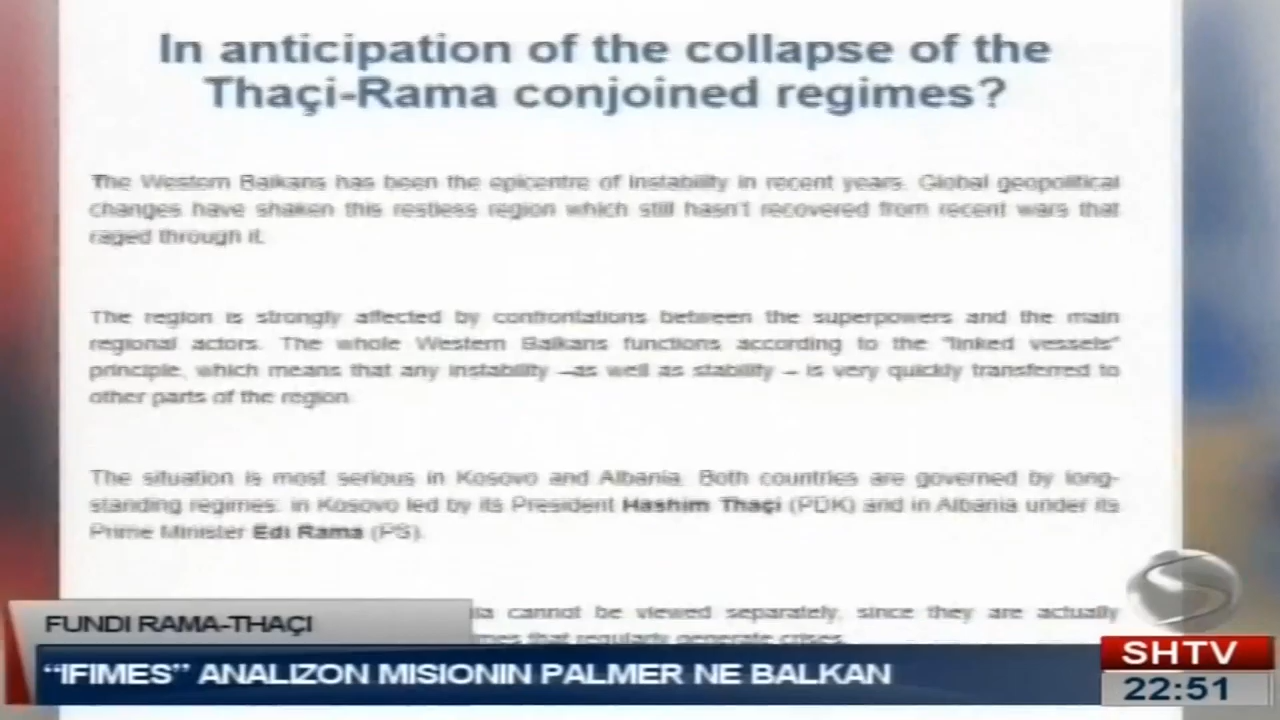 In anticipation of the collapse of the
Thaçi-Rama conjoined regimes?
The Western Balkans has been the epicentre of instability in recent years. Global geopolitical
changes have shaken this restless region which still hasn't recovered from recent wars that
raged through it.
The region is strongly affected by confrontations between the superpowers and the main
regional actors. The whole Western Balkans functions according to the "linked vessels"
principle, which means that any instability –as well as stability – is very quickly transferred to
other parts of the region.
The situation is most serious in Kosovo and Albania. Both countries are governed by long-
standing regimes: in Kosovo led by its President Hashim Thaçi (PDK) and in Albania under its
Prime Minister Edi Rama (PS).
cannot be viewed separately, since they are actually
that regularly generate crises.
FUNDI RAMA-THAÇI
"IFIMES" ANALIZON MISIONIN PALMER NE BALKAN
SHTV
22:51